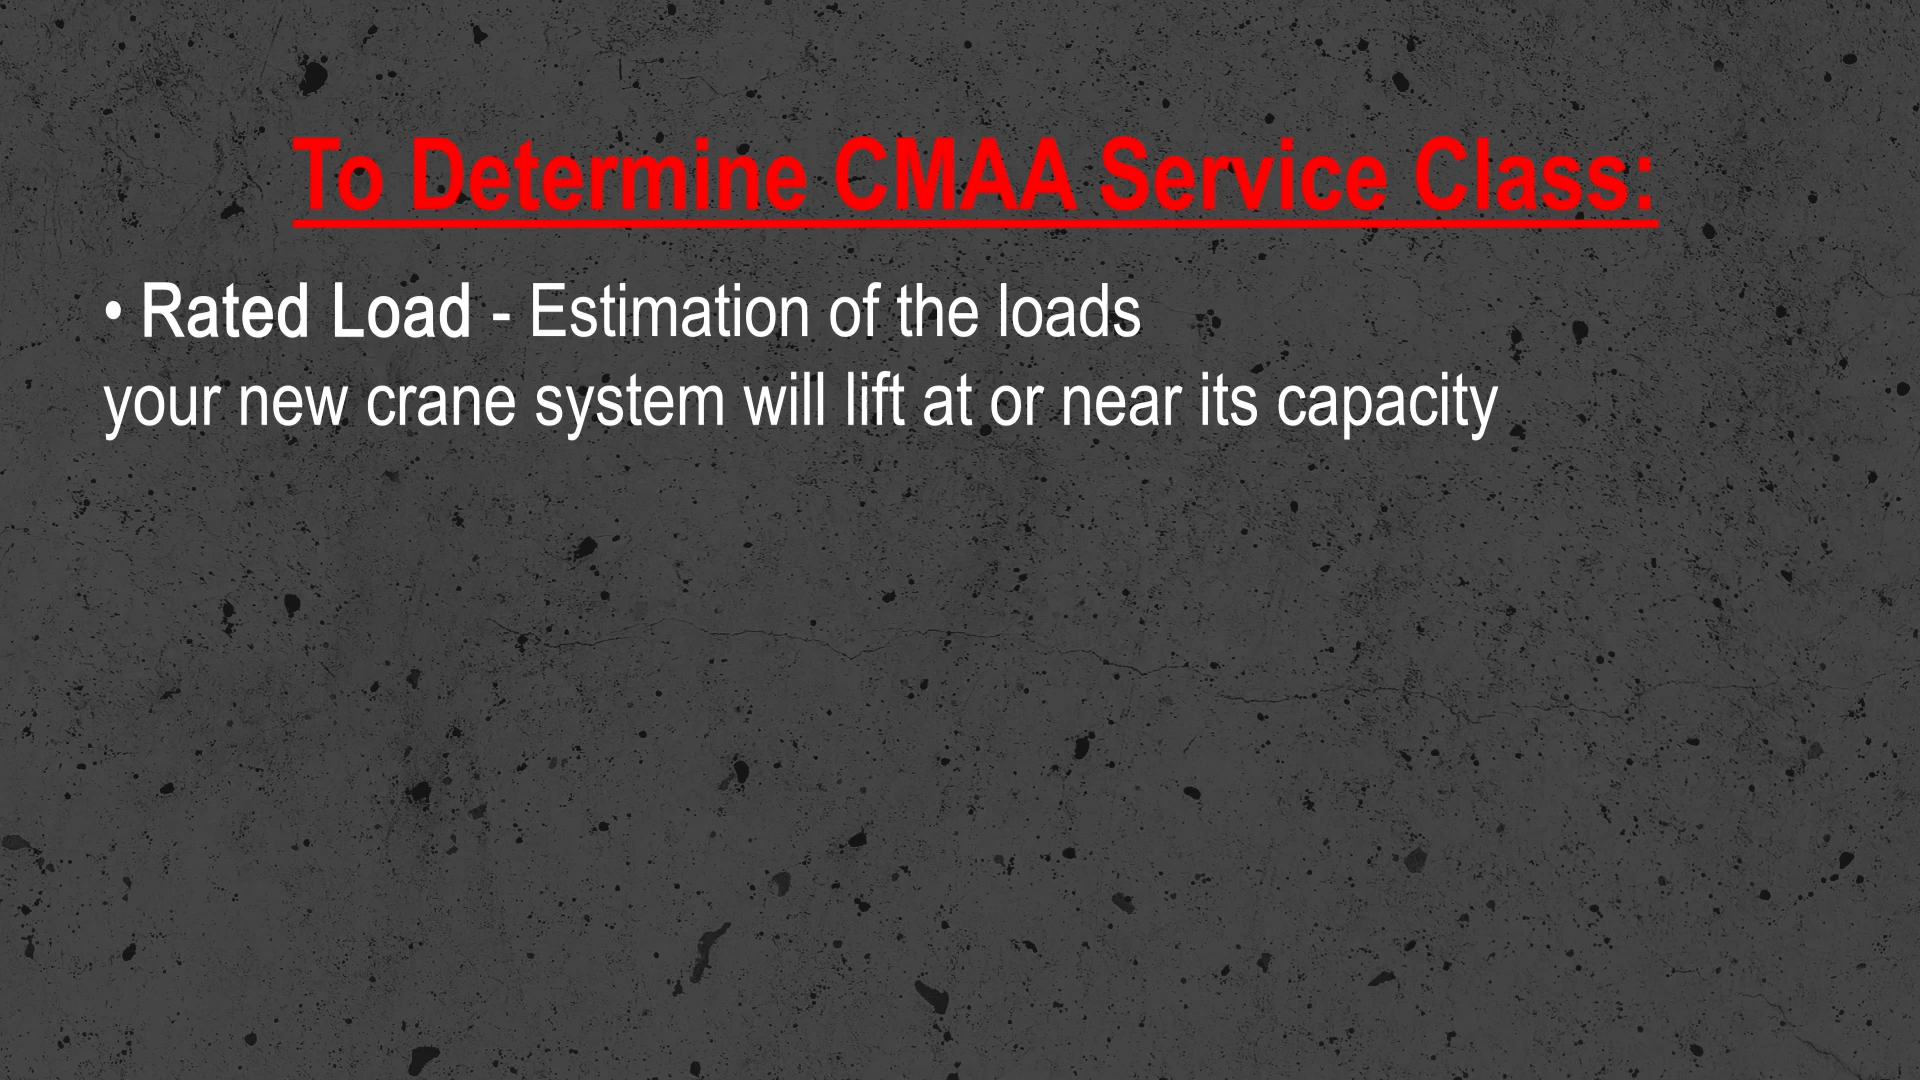 To Determine CMAA Service Class:
• Rated Load - Estimation of the loads
your new crane system will lift at or near its capacity